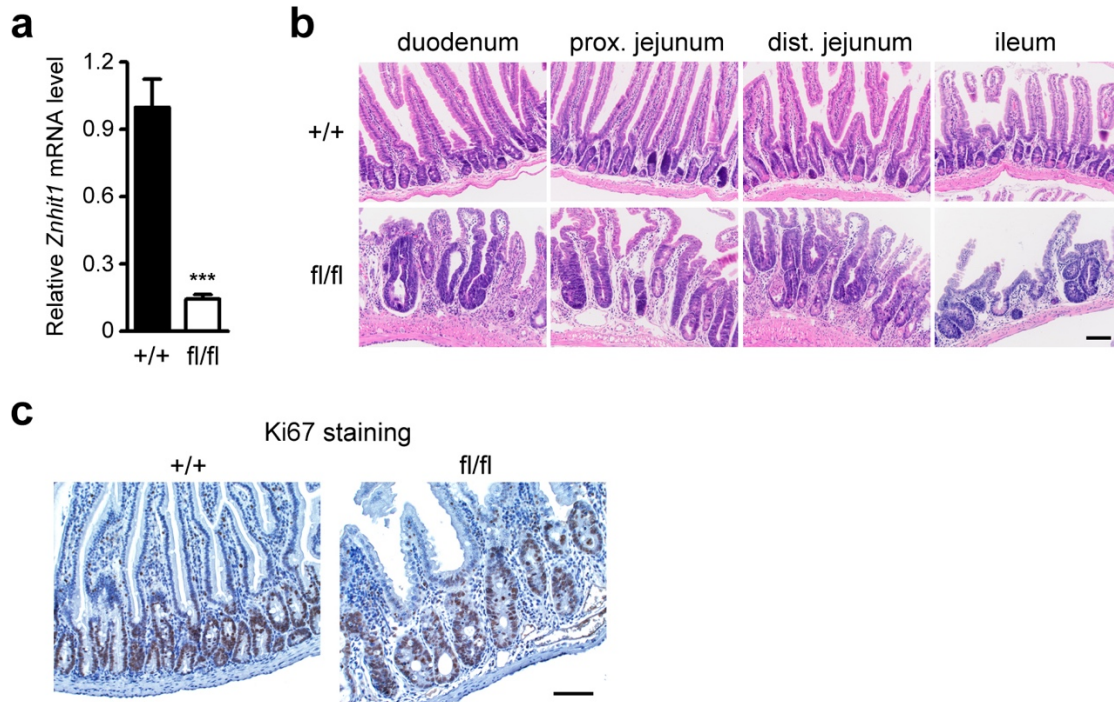 a
Relative Znhit1 mRNA level
1.2
0.9
0.6
0.3
0
***
+/+ fl/fl
b
duodenum prox. jejunum dist. jejunum ileum
+/+
fl/fl
c
Ki67 staining
+/+ fl/fl